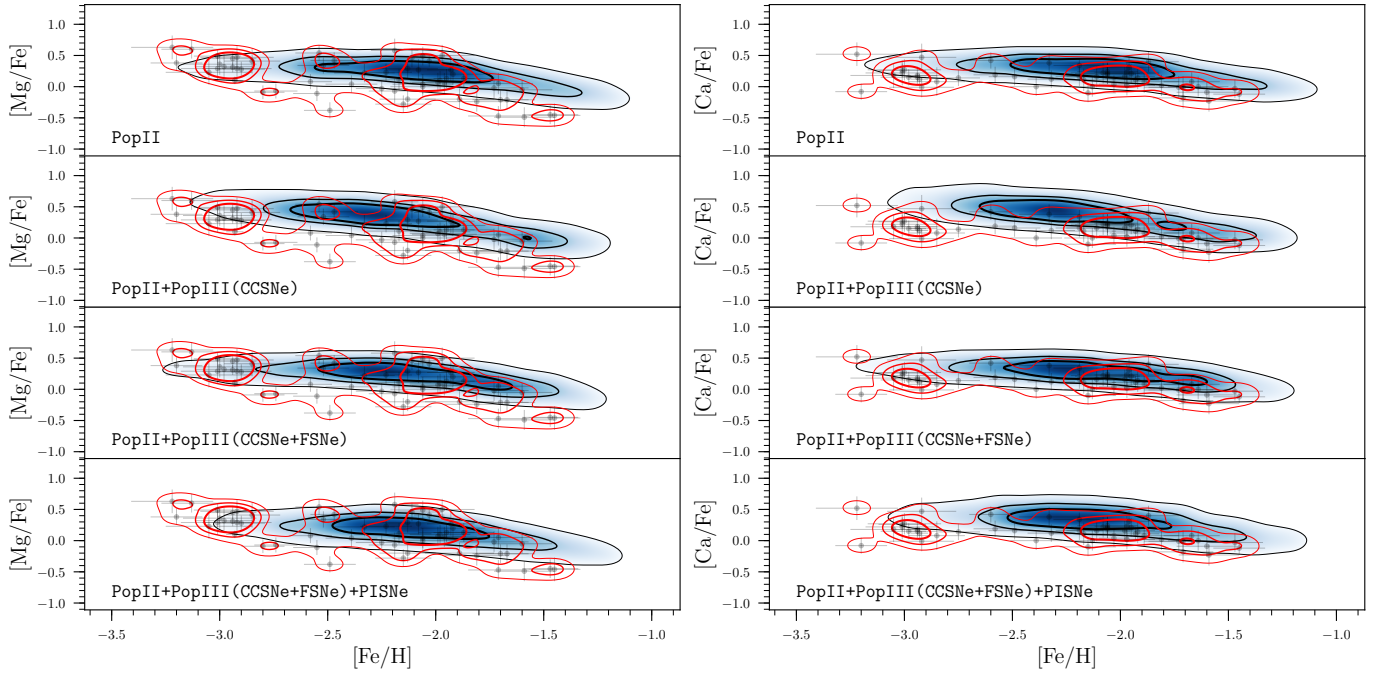 [Mg/Fe]
1.0
0.5
0.0
−0.5
−1.0
PopII
[Ca/Fe]
1.0
0.5
0.0
−0.5
−1.0
PopII
[Mg/Fe]
1.0
0.5
0.0
−0.5
−1.0
PopII+PopIII(CCSNe)
[Ca/Fe]
1.0
0.5
0.0
−0.5
−1.0
PopII+PopIII(CCSNe)
[Mg/Fe]
1.0
0.5
0.0
−0.5
−1.0
PopII+PopIII(CCSNe+FSNe)
[Ca/Fe]
1.0
0.5
0.0
−0.5
−1.0
PopII+PopIII(CCSNe+FSNe)
[Mg/Fe]
1.0
0.5
0.0
−0.5
−1.0
PopII+PopIII(CCSNe+FSNe)+PISNe
−3.5 −3.0 −2.5 −2.0 −1.5 −1.0
[Fe/H]
[Ca/Fe]
1.0
0.5
0.0
−0.5
−1.0
PopII+PopIII(CCSNe+FSNe)+PISNe
−3.5 −3.0 −2.5 −2.0 −1.5 −1.0
[Fe/H]